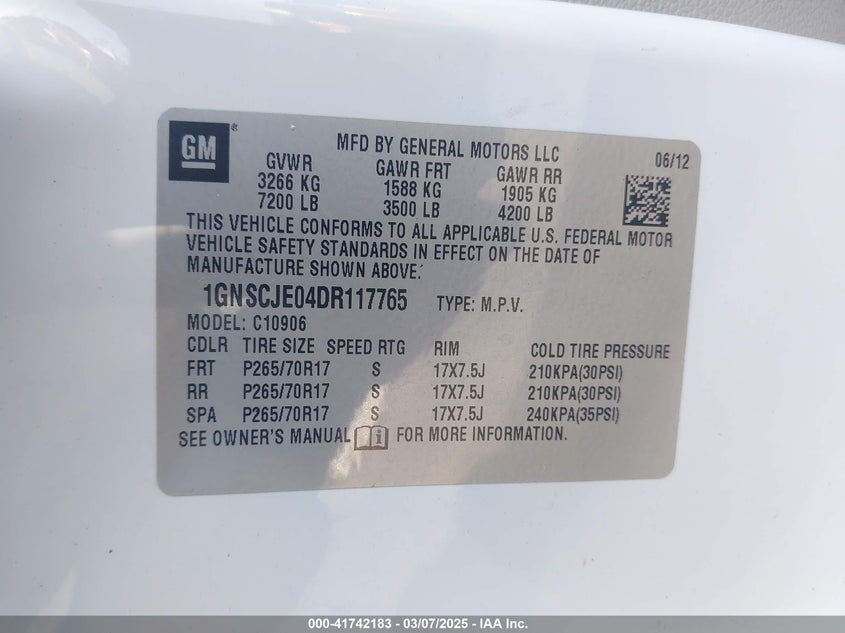 GM®
MFD BY GENERAL MOTORS LLC 06/12
GVWR GAWR FRT GAWR RR
3266 KG 1588 KG 1905 KG
7200 LB 3500 LB 4200 LB
THIS VEHICLE CONFORMS TO ALL APPLICABLE U.S. FEDERAL MOTOR
VEHICLE SAFETY STANDARDS IN EFFECT ON THE DATE OF
MANUFACTURE SHOWN ABOVE.
1GNSCJE04DR117765 TYPE: M.P.V.
MODEL: C10906
CDLR TIRE SIZE SPEED RTG RIM COLD TIRE PRESSURE
FRT P265/70R17 S 17X7.5J 210KPA(30PSI)
RR P265/70R17 S 17X7.5J 210KPA(30PSI)
SPA P265/70R17 S 17X7.5J 240KPA(35PSI)
SEE OWNER'S MANUAL i FOR MORE INFORMATION.
000-41742183 - 03/07/2025 - IAA Inc.